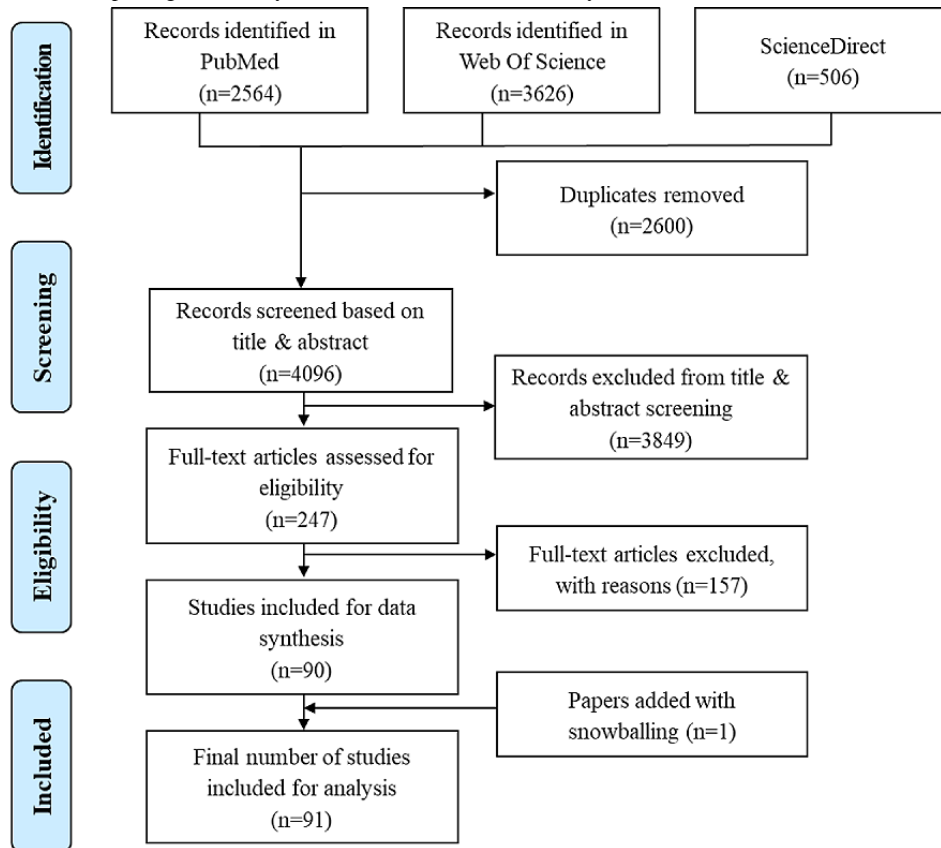 Identification
Records identified in
PubMed
(n=2564)
Records identified in
Web Of Science
(n=3626)
ScienceDirect
(n=506)
Duplicates removed
(n=2600)
Screening
Records screened based on
title & abstract
(n=4096)
Records excluded from title &
abstract screening
(n=3849)
Eligibility
Full-text articles assessed for
eligibility
(n=247)
Full-text articles excluded,
with reasons (n=157)
Studies included for data
synthesis
(n=90)
Included
Papers added with
snowballing (n=1)
Final number of studies
included for analysis
(n=91)